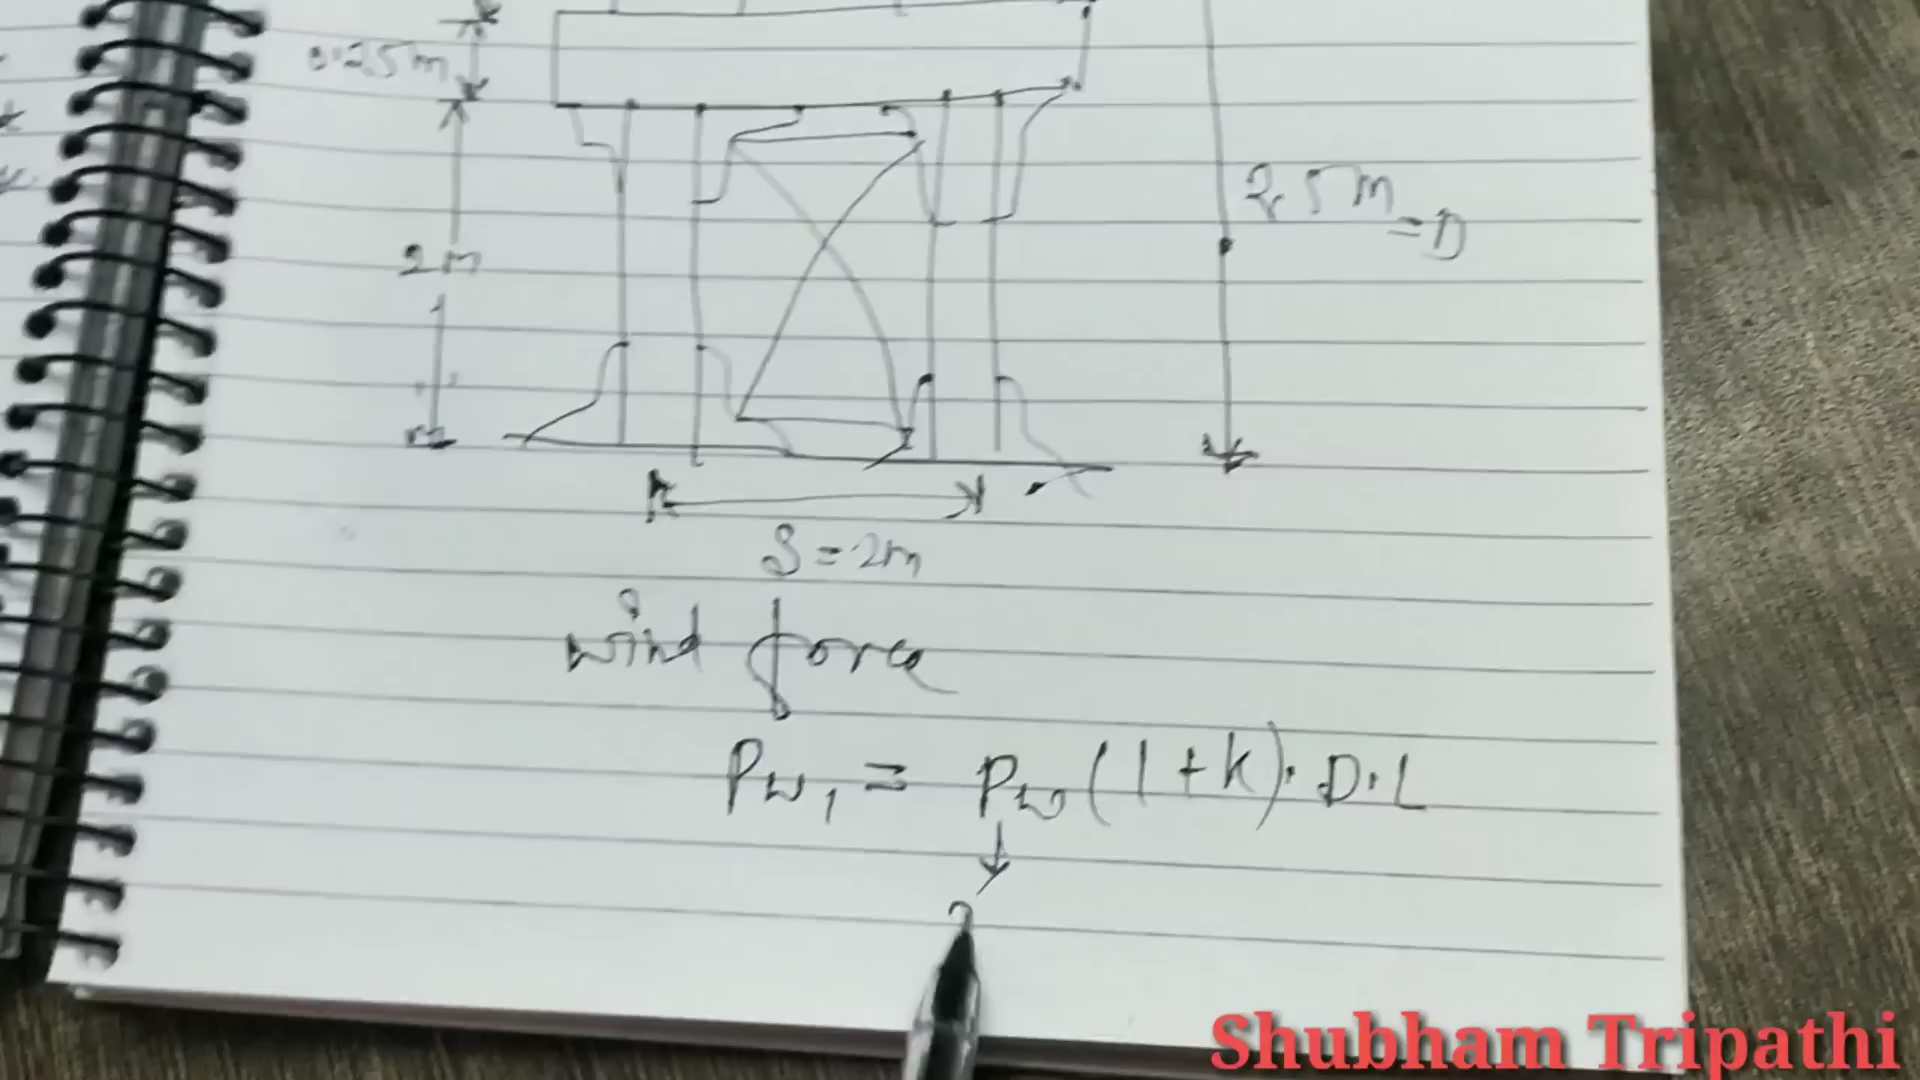 0.25m
2m
2.5m
= D
S = 2m
wind force
Pw1 = Pw(1+k)·D·L
Shubham Tripathi